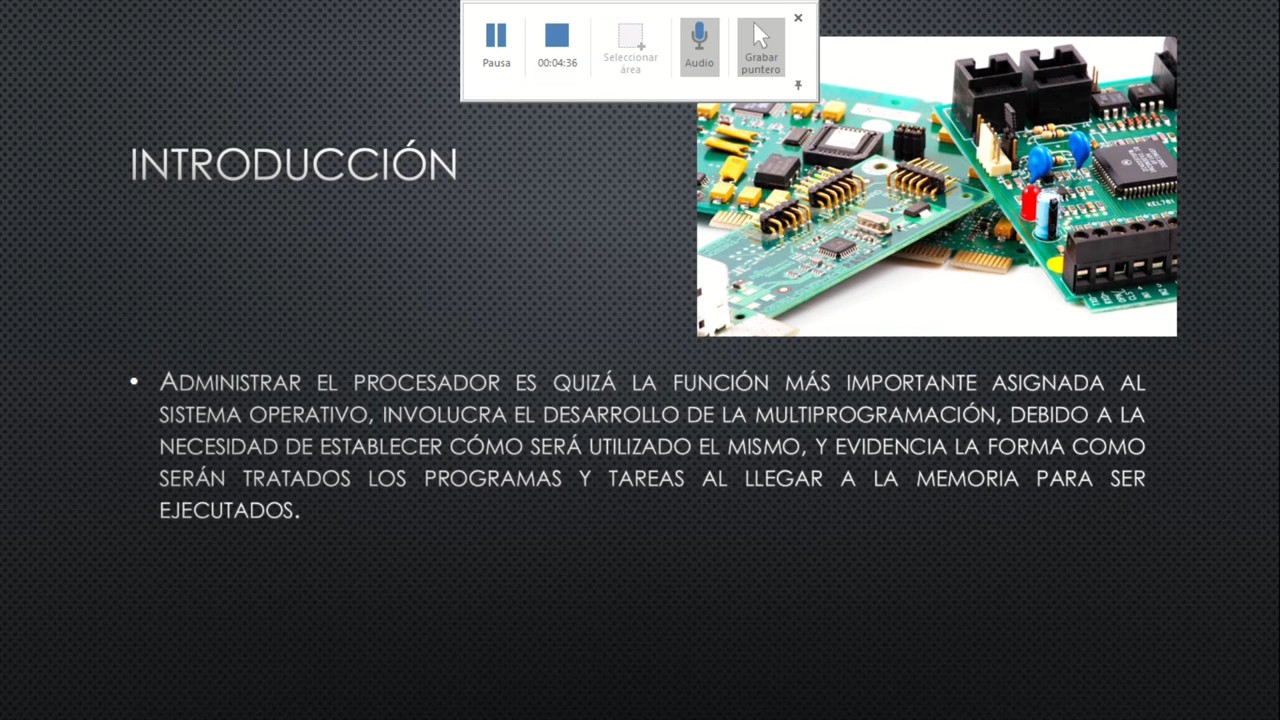 Pausa
00:04:36
Seleccionar
área
Audio
Grabar
puntero
INTRODUCCIÓN
• ADMINISTRAR EL PROCESADOR ES QUIZÁ LA FUNCIÓN MÁS IMPORTANTE ASIGNADA AL
SISTEMA OPERATIVO, INVOLUCRA EL DESARROLLO DE LA MULTIPROGRAMACIÓN, DEBIDO A LA
NECESIDAD DE ESTABLECER CÓMO SERÁ UTILIZADO EL MISMO, Y EVIDENCIA LA FORMA COMO
SERÁN TRATADOS LOS PROGRAMAS Y TAREAS AL LLEGAR A LA MEMORIA PARA SER
EJECUTADOS.